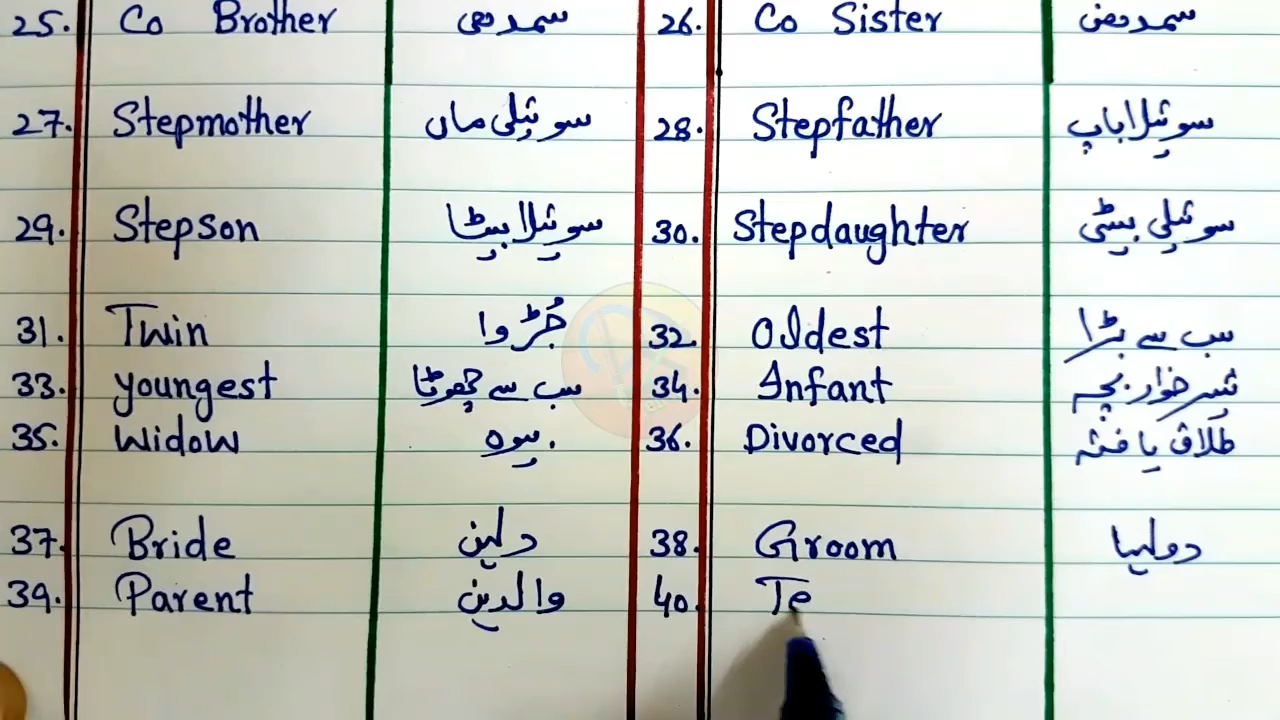 25. Co Brother سمدھی 26. Co Sister سمدھن
27. Stepmother سوتیلی ماں 28. Stepfather سوتیلا باپ
29. Stepson سوتیلا بیٹا 30. Stepdaughter سوتیلی بیٹی
31. Twin جُڑوا 32. Oldest سب سے بڑا
33. youngest سب سے چھوٹا 34. Infant شیر خوار بچہ
35. Widow بیوہ 36. Divorced طلاق یافتہ
37. Bride دلہن 38. Groom دولہا
39. Parent والدین 40. Te